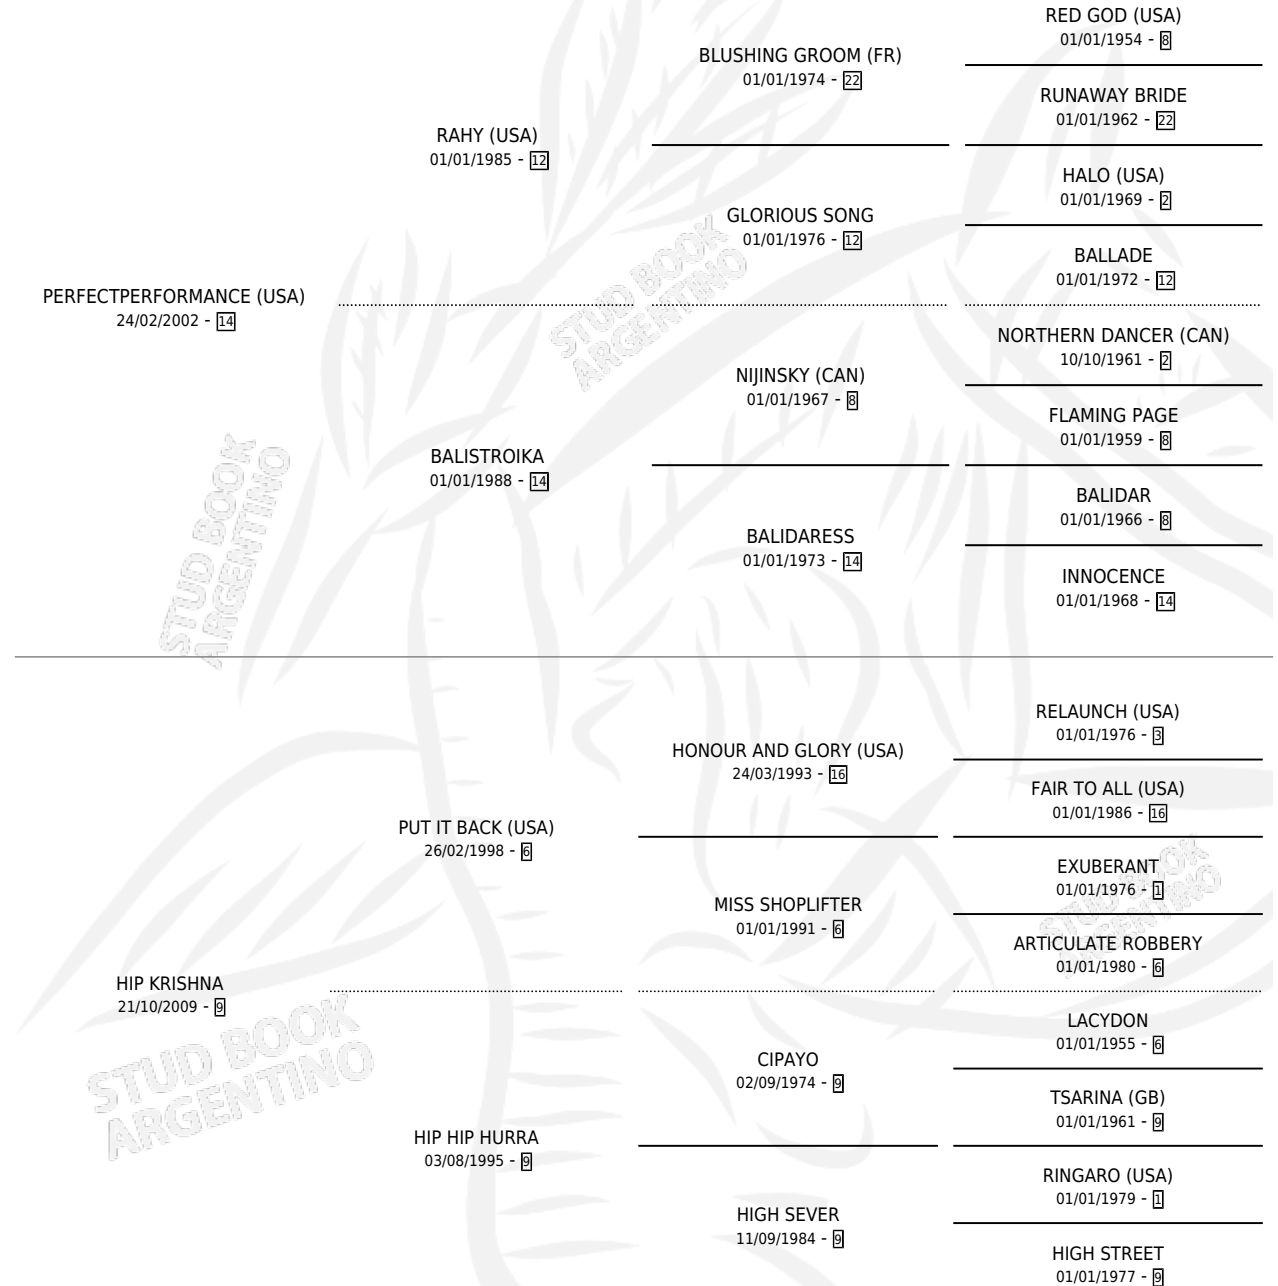 RED GOD (USA)
01/01/1954 - 8
BLUSHING GROOM (FR)
01/01/1974 - 22
RUNAWAY BRIDE
01/01/1962 - 22
RAHY (USA)
01/01/1985 - 12
HALO (USA)
01/01/1969 - 2
GLORIOUS SONG
01/01/1976 - 12
BALLADE
01/01/1972 - 12
PERFECTPERFORMANCE (USA)
24/02/2002 - 14
NORTHERN DANCER (CAN)
10/10/1961 - 2
NIJINSKY (CAN)
01/01/1967 - 8
FLAMING PAGE
01/01/1959 - 8
BALISTROIKA
01/01/1988 - 14
BALIDAR
01/01/1966 - 8
BALIDARESS
01/01/1973 - 14
INNOCENCE
01/01/1968 - 14
RELAUNCH (USA)
01/01/1976 - 3
HONOUR AND GLORY (USA)
24/03/1993 - 16
FAIR TO ALL (USA)
01/01/1986 - 16
PUT IT BACK (USA)
26/02/1998 - 6
EXUBERANT
01/01/1976 - 1
MISS SHOPLIFTER
01/01/1991 - 6
ARTICULATE ROBBERY
01/01/1980 - 6
HIP KRISHNA
21/10/2009 - 9
LACYDON
01/01/1955 - 6
CIPAYO
02/09/1974 - 9
TSARINA (GB)
01/01/1961 - 9
HIP HIP HURRA
03/08/1995 - 9
RINGARO (USA)
01/01/1979 - 1
HIGH SEVER
11/09/1984 - 9
HIGH STREET
01/01/1977 - 9
STUD BOOK
ARGENTINO
STUD BOOK
ARGENTINO
STUD BOOK
ARGENTINO
STUD BOOK
ARGENTINO